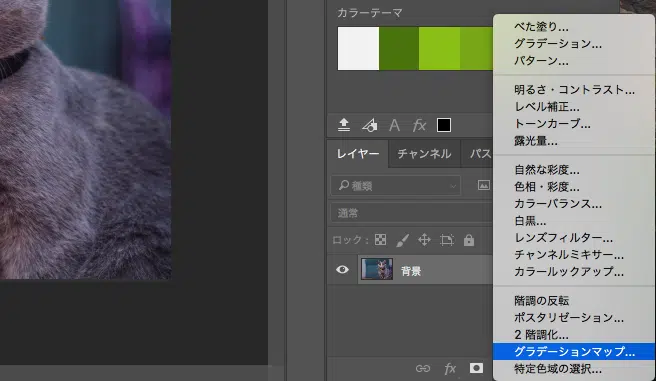 カラーテーマ
A fx
レイヤー チャンネル パス
種類
通常
ロック：
背景
fx
べた塗り...
グラデーション...
パターン...
明るさ・コントラスト...
レベル補正...
トーンカーブ...
露光量...
自然な彩度...
色相・彩度...
カラーバランス...
白黒...
レンズフィルター...
チャンネルミキサー...
カラールックアップ...
階調の反転
ポスタリゼーション...
2 階調化...
グラデーションマップ...
特定色域の選択...